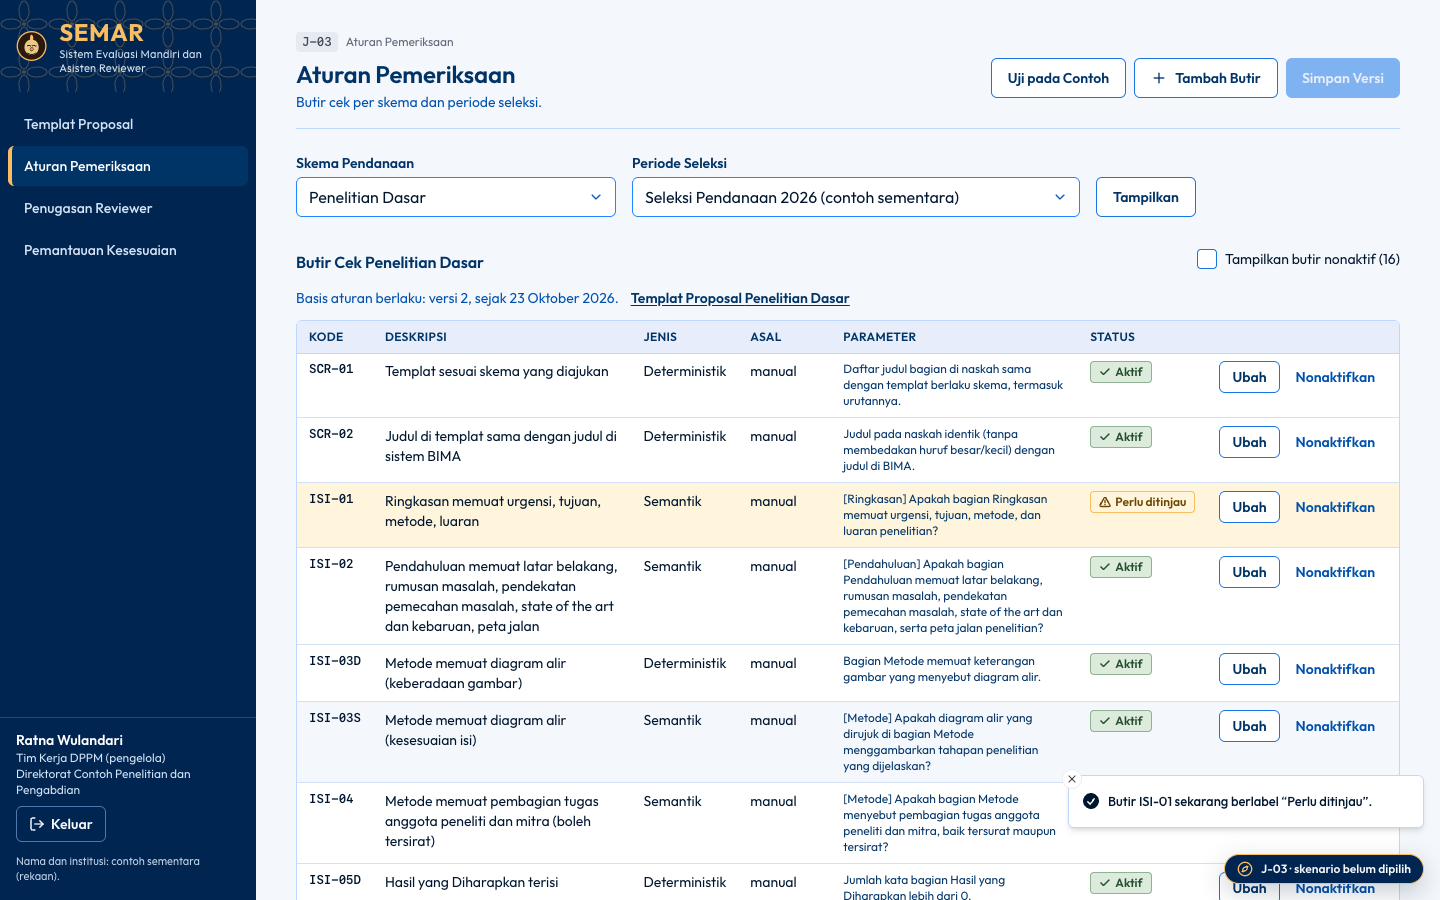 SEMAR
Sistem Evaluasi Mandiri dan
Asisten Reviewer
Templat Proposal
Aturan Pemeriksaan
Penugasan Reviewer
Pemantauan Kesesuaian
Ratna Wulandari
Tim Kerja DPPM (pengelola)
Direktorat Contoh Penelitian dan
Pengabdian
Keluar
Nama dan institusi: contoh sementara
(rekaan).
J-03 Aturan Pemeriksaan
Aturan Pemeriksaan
Butir cek per skema dan periode seleksi.
Uji pada Contoh
Tambah Butir
Simpan Versi
Skema Pendanaan
Penelitian Dasar
Periode Seleksi
Seleksi Pendanaan 2026 (contoh sementara)
Tampilkan
Butir Cek Penelitian Dasar
Tampilkan butir nonaktif (16)
Basis aturan berlaku: versi 2, sejak 23 Oktober 2026. Templat Proposal Penelitian Dasar
KODE DESKRIPSI JENIS ASAL PARAMETER STATUS
SCR-01 Templat sesuai skema yang diajukan Deterministik manual
Daftar judul bagian di naskah sama
dengan templat berlaku skema, termasuk
urutannya.
Aktif Ubah Nonaktifkan
SCR-02
Judul di templat sama dengan judul di
sistem BIMA
Deterministik manual
Judul pada naskah identik (tanpa
membedakan huruf besar/kecil) dengan
judul di BIMA.
Aktif Ubah Nonaktifkan
ISI-01
Ringkasan memuat urgensi, tujuan,
metode, luaran
Semantik manual
[Ringkasan] Apakah bagian Ringkasan
memuat urgensi, tujuan, metode, dan
luaran penelitian?
Perlu ditinjau Ubah Nonaktifkan
ISI-02
Pendahuluan memuat latar belakang,
rumusan masalah, pendekatan
pemecahan masalah, state of the art
dan kebaruan, peta jalan
Semantik manual
[Pendahuluan] Apakah bagian
Pendahuluan memuat latar belakang,
rumusan masalah, pendekatan
pemecahan masalah, state of the art dan
kebaruan, serta peta jalan penelitian?
Aktif Ubah Nonaktifkan
ISI-03D
Metode memuat diagram alir
(keberadaan gambar)
Deterministik manual
Bagian Metode memuat keterangan
gambar yang menyebut diagram alir.
Aktif Ubah Nonaktifkan
ISI-03S
Metode memuat diagram alir
(kesesuaian isi)
Semantik manual
[Metode] Apakah diagram alir yang
dirujuk di bagian Metode
menggambarkan tahapan penelitian
yang dijelaskan?
Aktif Ubah Nonaktifkan
ISI-04
Metode memuat pembagian tugas
anggota peneliti dan mitra (boleh
tersirat)
Semantik manual
[Metode] Apakah bagian Metode
menyebut pembagian tugas anggota
peneliti dan mitra, baik tersurat maupun
tersirat?
Butir ISI-01 sekarang berlabel “Perlu ditinjau”.
ISI-05D Hasil yang Diharapkan terisi Deterministik manual
Jumlah kata bagian Hasil yang
Diharapkan lebih dari 0.
Aktif Ubah Nonaktifkan
J-03 · skenario belum dipilih